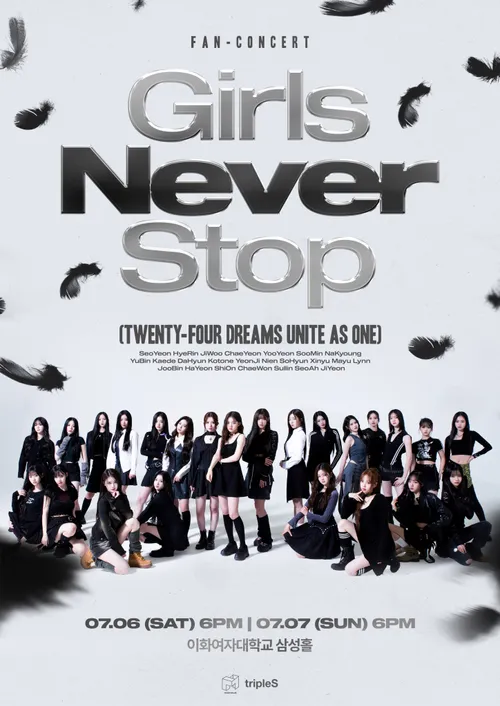 FAN-CONCERT
Girls
Never
Stop
(TWENTY-FOUR DREAMS UNITE AS ONE)
SeoYeon HyeRin JiWoo ChaeYeon YooYeon SooMin NaKyoung
YuBin Kaede DaHyun Kotone YeonJi Nien SoHyun Xinyu Mayu Lynn
JooBin HaYeon ShiOn ChaeWon Sullin SeoAh JiYeon
07.06 (SAT) 6PM | 07.07 (SUN) 6PM
이화여자대학교 삼성홀
tripleS